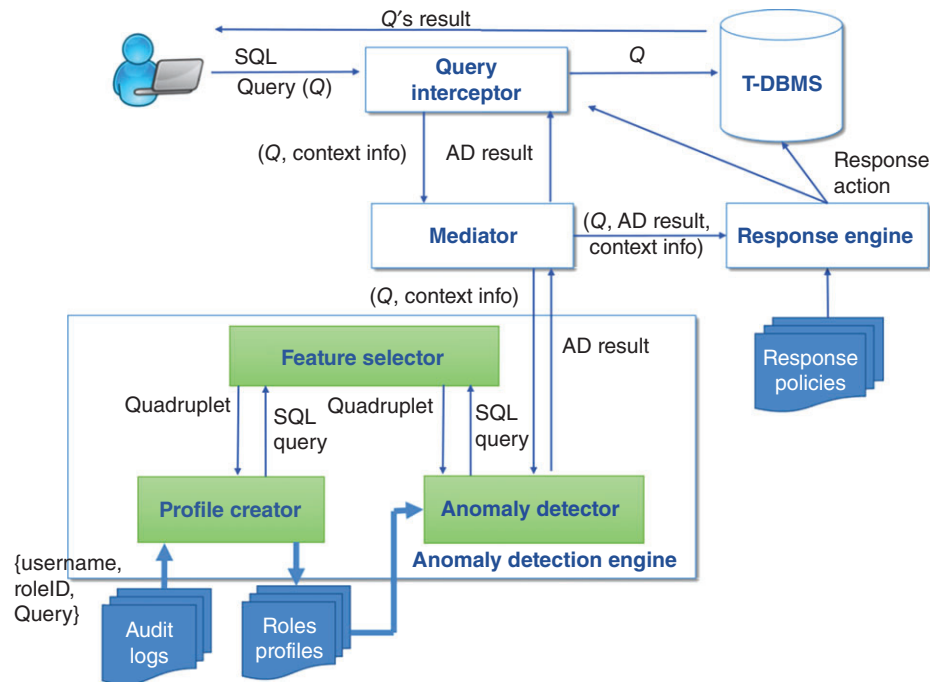 Q's result
SQL
Query (Q)
Query
interceptor
Q
T-DBMS
(Q, context info)
AD result
Response
action
Mediator
(Q, AD result,
context info)
Response engine
(Q, context info)
AD result
Feature selector
Response
policies
Quadruplet
SQL
query
Quadruplet
SQL
query
Profile creator
Anomaly detector
Anomaly detection engine
{username,
roleID,
Query}
Audit
logs
Roles
profiles